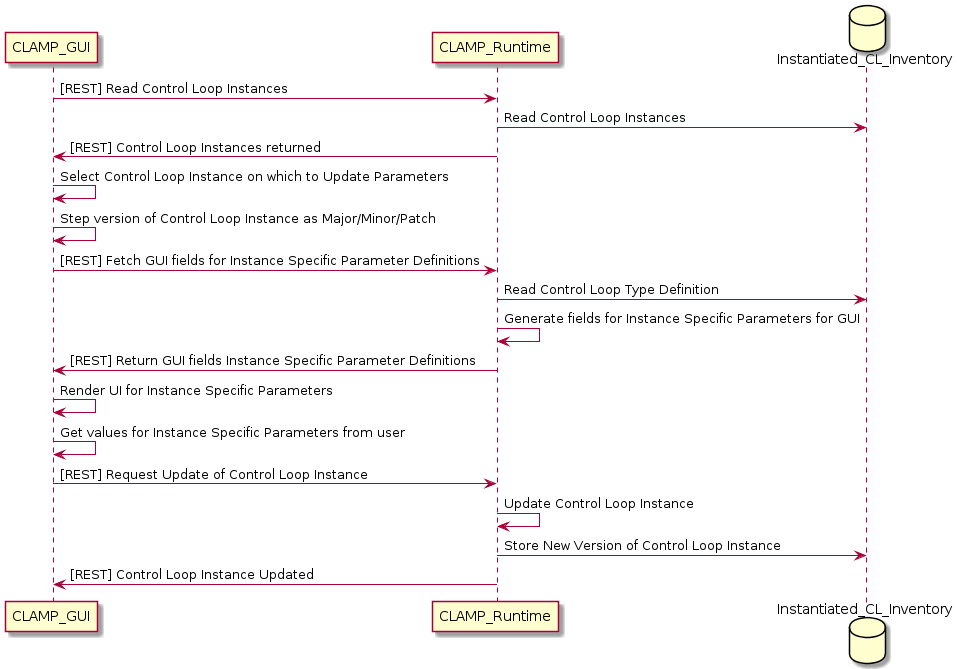 CLAMP_GUI
CLAMP_Runtime
Instantiated_CL_Inventory
[REST] Read Control Loop Instances
Read Control Loop Instances
[REST] Control Loop Instances returned
Select Control Loop Instance on which to Update Parameters
Step version of Control Loop Instance as Major/Minor/Patch
[REST] Fetch GUI fields for Instance Specific Parameter Definitions
Read Control Loop Type Definition
Generate fields for Instance Specific Parameters for GUI
[REST] Return GUI fields Instance Specific Parameter Definitions
Render UI for Instance Specific Parameters
Get values for Instance Specific Parameters from user
[REST] Request Update of Control Loop Instance
Update Control Loop Instance
Store New Version of Control Loop Instance
[REST] Control Loop Instance Updated
CLAMP_GUI
CLAMP_Runtime
Instantiated_CL_Inventory